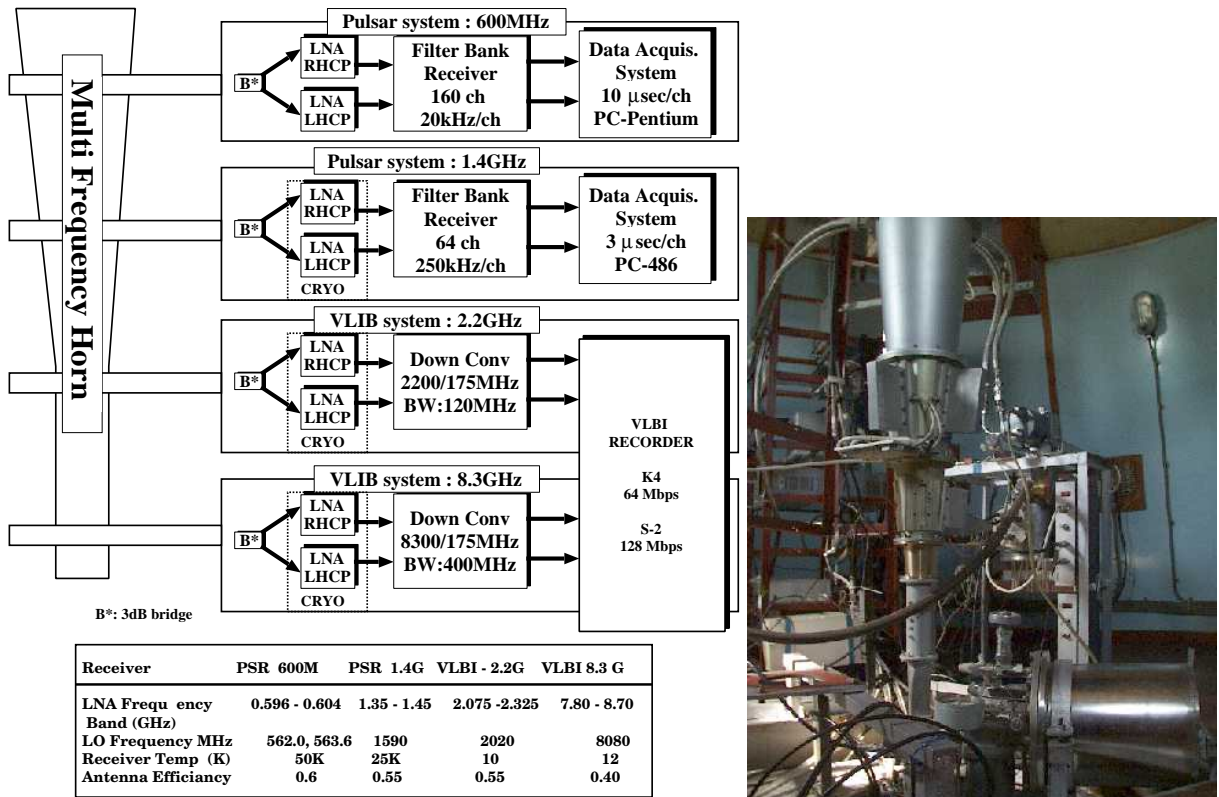 Multi Frequency Horn
Pulsar system : 600MHz
B*
LNA
RHCP
LNA
LHCP
Filter Bank
Receiver
160 ch
20kHz/ch
Data Acquis.
System
10 μsec/ch
PC-Pentium
Pulsar system : 1.4GHz
B*
LNA
RHCP
LNA
LHCP
CRYO
Filter Bank
Receiver
64 ch
250kHz/ch
Data Acquis.
System
3 μsec/ch
PC-486
VLIB system : 2.2GHz
B*
LNA
RHCP
LNA
LHCP
CRYO
Down Conv
2200/175MHz
BW:120MHz
VLIB system : 8.3GHz
B*
LNA
RHCP
LNA
LHCP
CRYO
Down Conv
8300/175MHz
BW:400MHz
VLBI
RECORDER
K4
64 Mbps
S-2
128 Mbps
B*: 3dB bridge
Receiver PSR 600M PSR 1.4G VLBI - 2.2G VLBI 8.3 G
LNA Frequ ency 0.596 - 0.604 1.35 - 1.45 2.075 -2.325 7.80 - 8.70
Band (GHz)
LO Frequency MHz 562.0, 563.6 1590 2020 8080
Receiver Temp (K) 50K 25K 10 12
Antenna Efficiancy 0.6 0.55 0.55 0.40